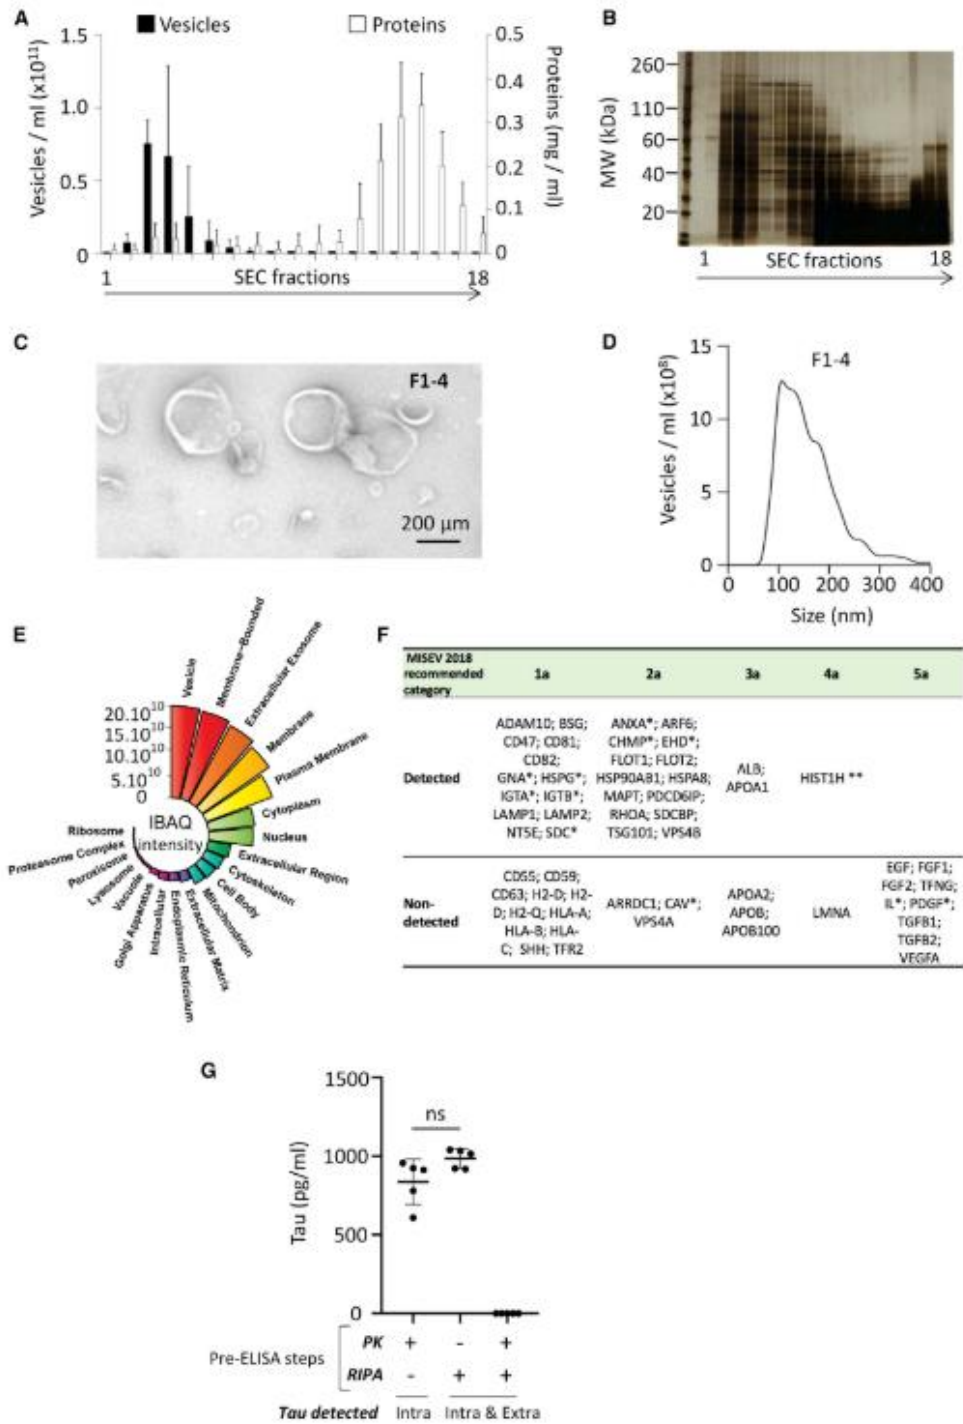 A
Vesicles
Proteins
1.5
1.0
0.5
0
Vesicles / ml (x10¹¹)
0.5
0.4
0.3
0.2
0.1
0
Proteins (mg / ml)
1
SEC fractions
18
B
260
110
60
40
20
MW (kDa)
1
SEC fractions
18
C
F1-4
200 µm
D
15
10
5
0
Vesicles / ml (x10⁸)
F1-4
0
100
200
300
400
Size (nm)
E
20.10¹⁰
15.10¹⁰
10.10¹⁰
5.10¹⁰
0
IBAQ
intensity
Vesicle
Membrane-Bounded
Extracellular Exosome
Membrane
Plasma Membrane
Cytoplasm
Nucleus
Extracellular Region
Cytoskeleton
Cell Body
Mitochondrion
Extracellular Matrix
Endoplasmic Reticulum
Intracellular
Golgi Apparatus
Vacuole
Lysosome
Peroxisome
Proteasome Complex
Ribosome
F
MISEV 2018
recommended
category
1a
2a
3a
4a
5a
Detected
ADAM10; BSG;
CD47; CD81;
CD82;
GNA*; HSPG*;
IGTA*; IGTB*;
LAMP1; LAMP2;
NT5E; SDC*
ANXA*; ARF6;
CHMP*; EHD*;
FLOT1; FLOT2;
HSP90AB1; HSPA8;
MAPT; PDCD6IP;
RHOA; SDCBP;
TSG101; VPS4B
ALB;
APOA1
HIST1H **
Non-
detected
CD55; CD59;
CD63; H2-D; H2-
D; H2-Q; HLA-A;
HLA-B; HLA-
C; SHH; TFR2
ARRDC1; CAV*;
VPS4A
APOA2;
APOB;
APOB100
LMNA
EGF; FGF1;
FGF2; TFNG;
IL*; PDGF*;
TGFB1;
TGFB2;
VEGFA
G
1500
1000
500
0
Tau (pg/ml)
ns
Pre-ELISA steps
PK + - +
RIPA - + +
Tau detected Intra Intra & Extra